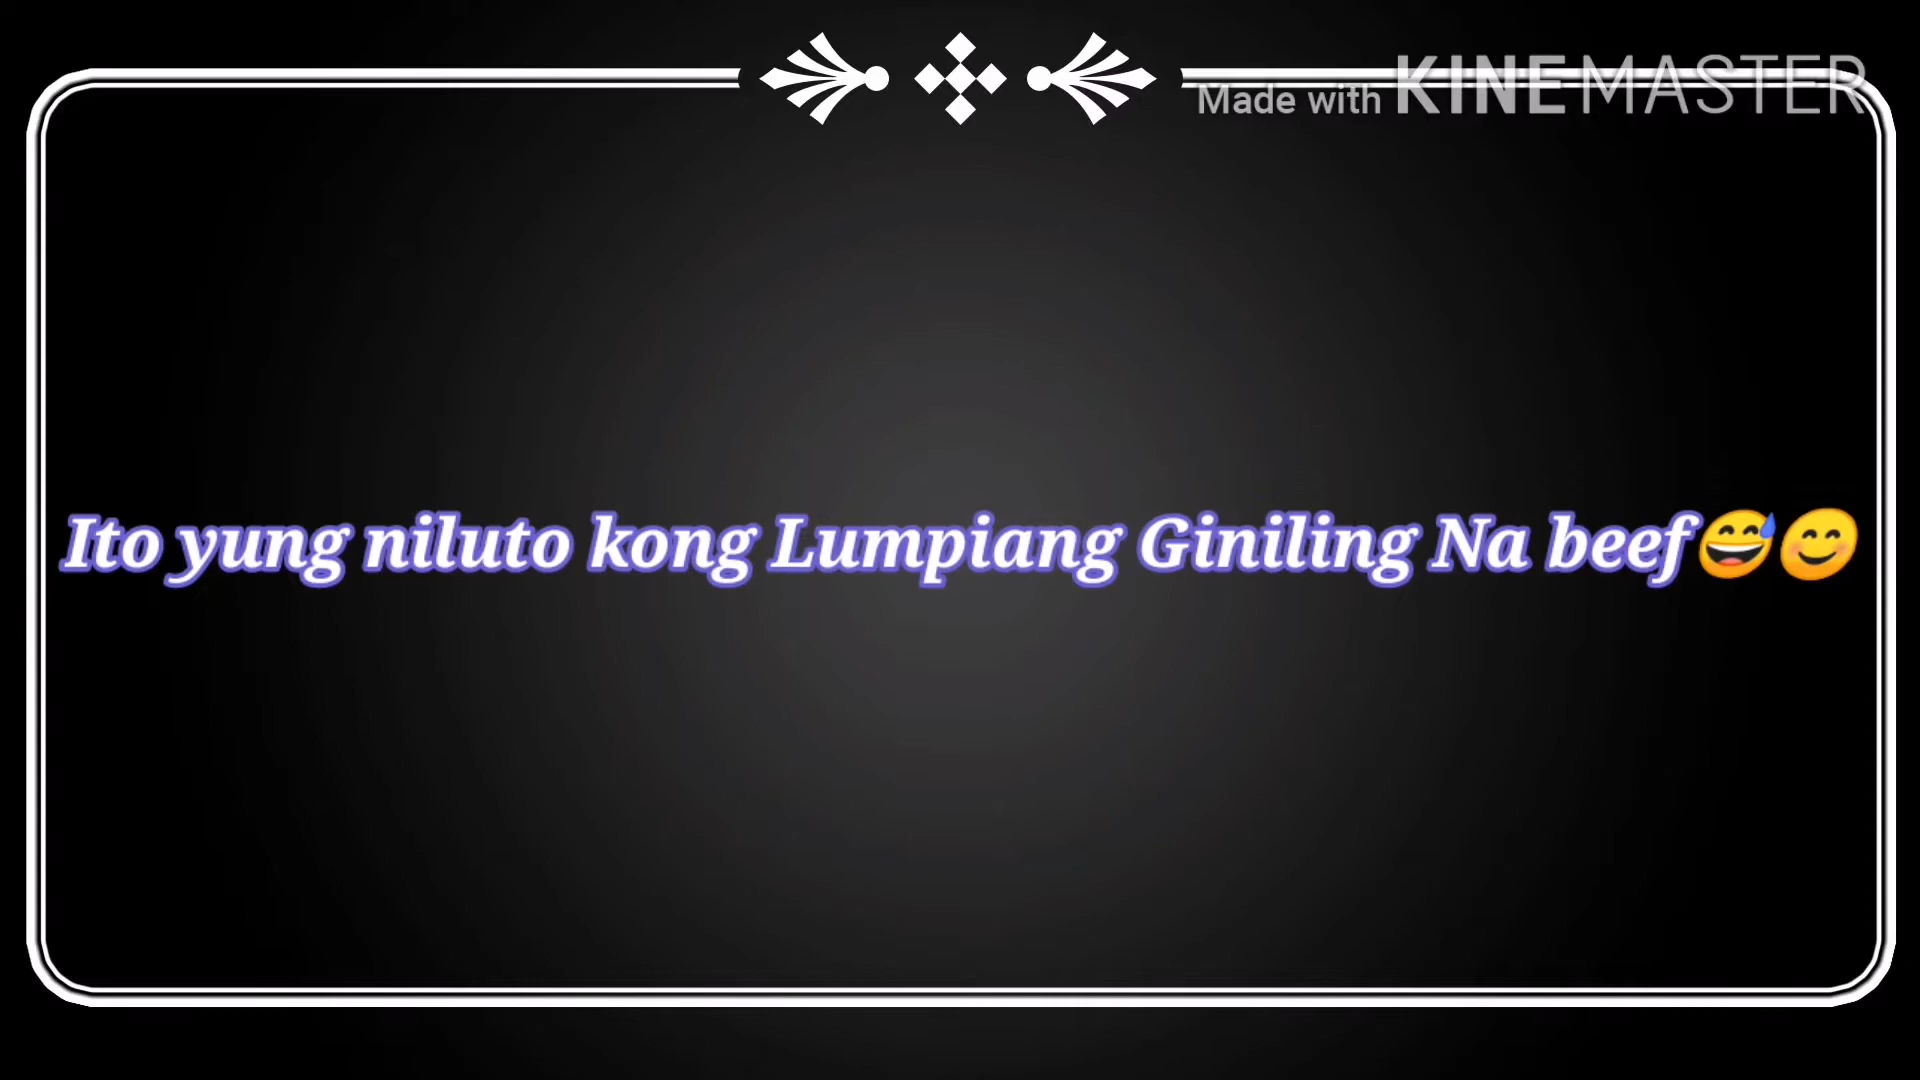 Made with KINEMASTER
Ito yung niluto kong Lumpiang Giniling Na beef😅😊